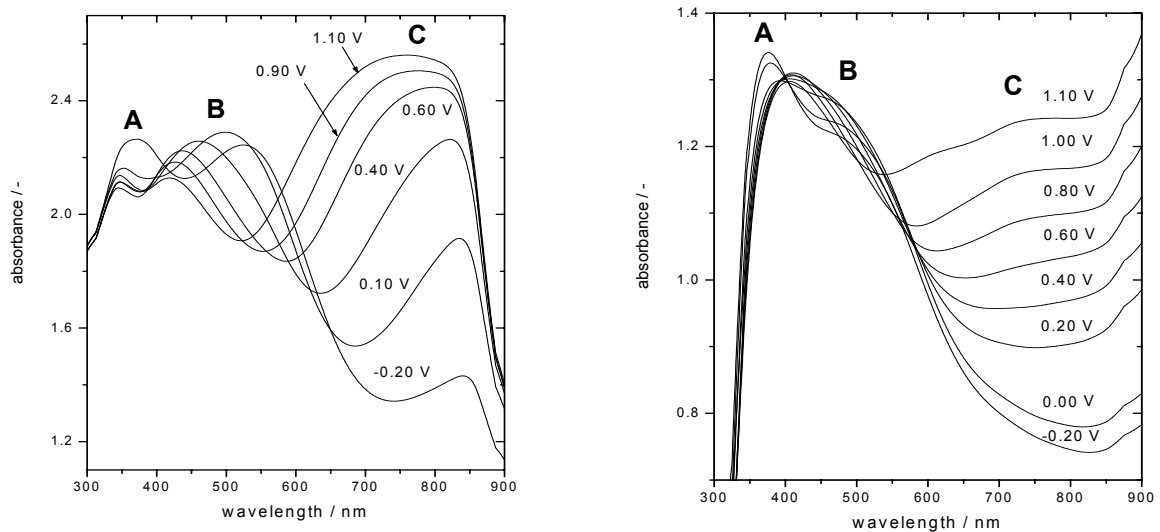 2.4
2.0
1.6
1.2
absorbance / -
A
B
C
1.10 V
0.90 V
0.60 V
0.40 V
0.10 V
-0.20 V
300 400 500 600 700 800 900
wavelength / nm
1.4
1.2
1.0
0.8
absorbance / -
A
B
C
1.10 V
1.00 V
0.80 V
0.60 V
0.40 V
0.20 V
0.00 V
-0.20 V
300 400 500 600 700 800 900
wavelength / nm